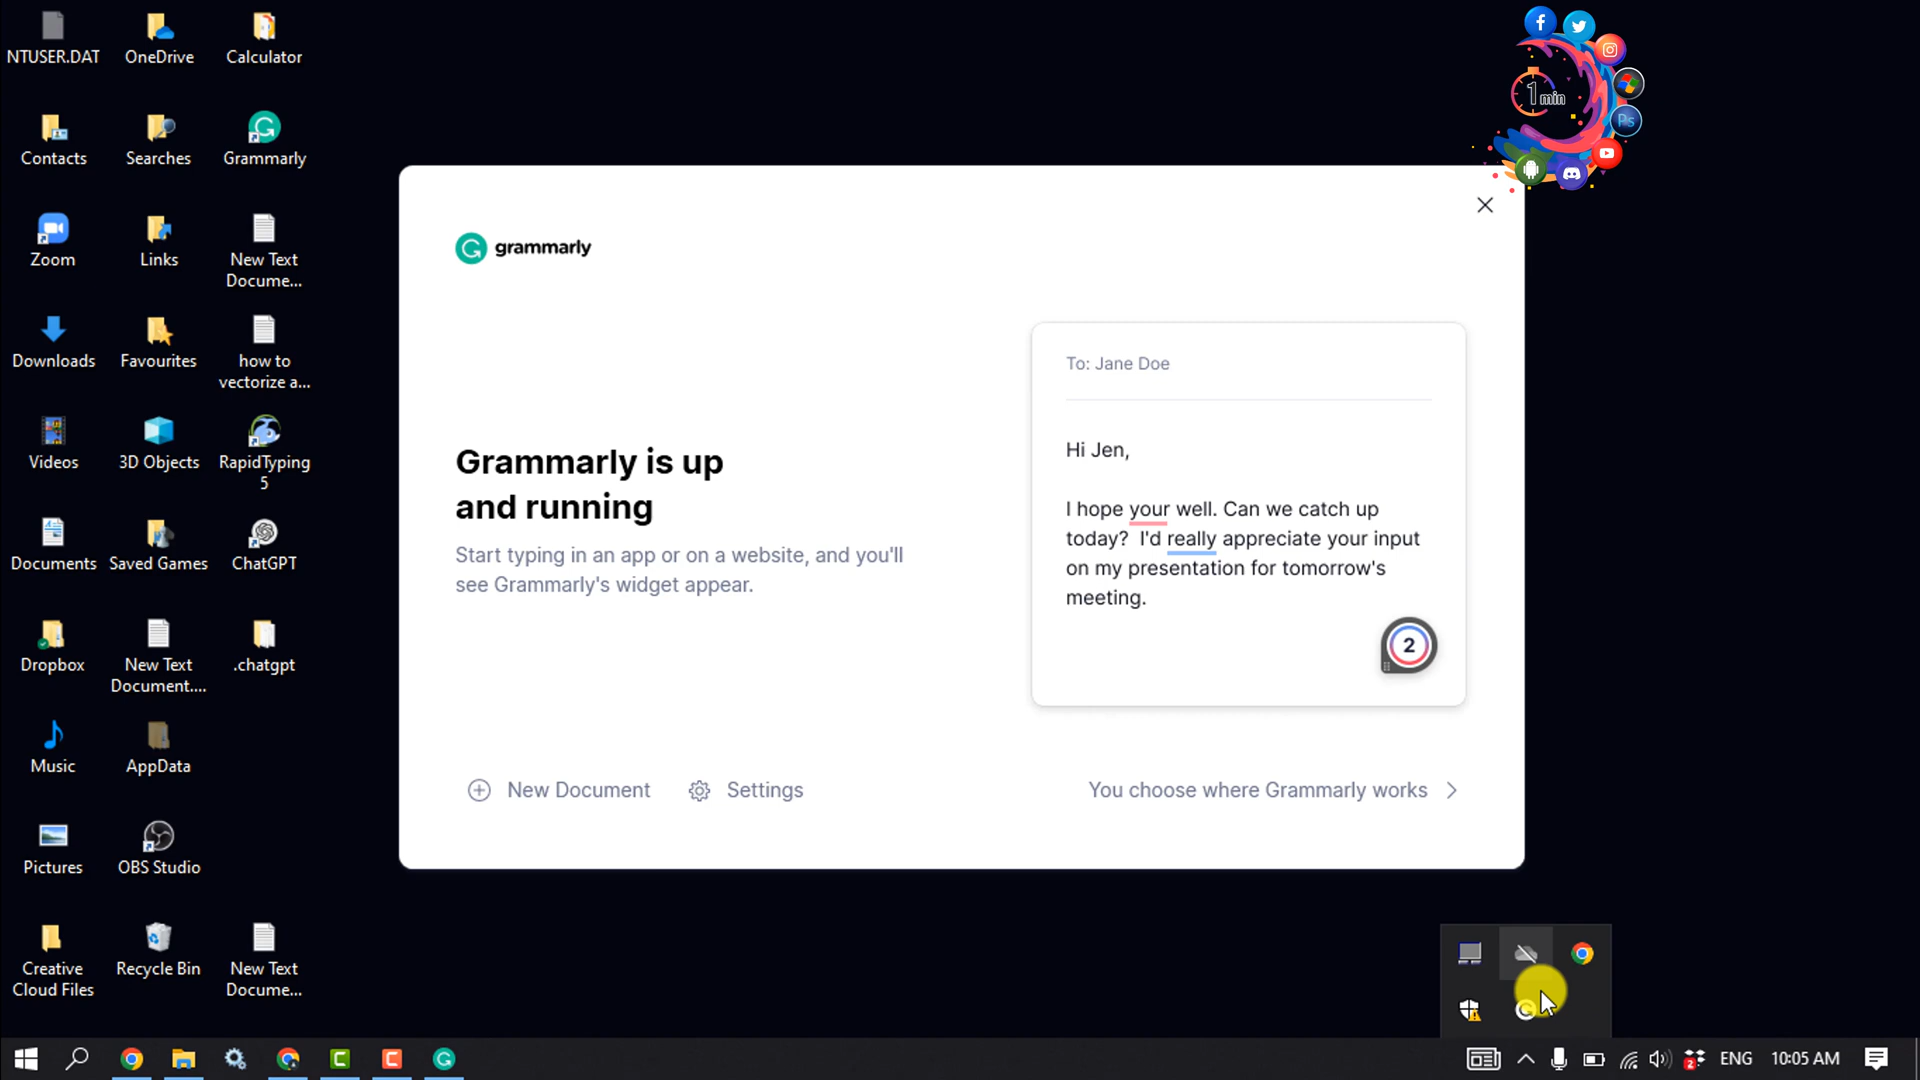 NTUSER.DAT
OneDrive
Calculator
Contacts
Searches
Grammarly
Zoom
Links
New Text
Docume...
Downloads
Favourites
how to
vectorize a...
Videos
3D Objects
RapidTyping
5
Documents
Saved Games
ChatGPT
Dropbox
New Text
Document....
.chatgpt
Music
AppData
Pictures
OBS Studio
Creative
Cloud Files
Recycle Bin
New Text
Docume...
1 min
Ps
grammarly
Grammarly is up
and running
Start typing in an app or on a website, and you'll
see Grammarly's widget appear.
To: Jane Doe
Hi Jen,
I hope your well. Can we catch up
today? I'd really appreciate your input
on my presentation for tomorrow's
meeting.
2
New Document
Settings
You choose where Grammarly works
2
ENG
10:05 AM